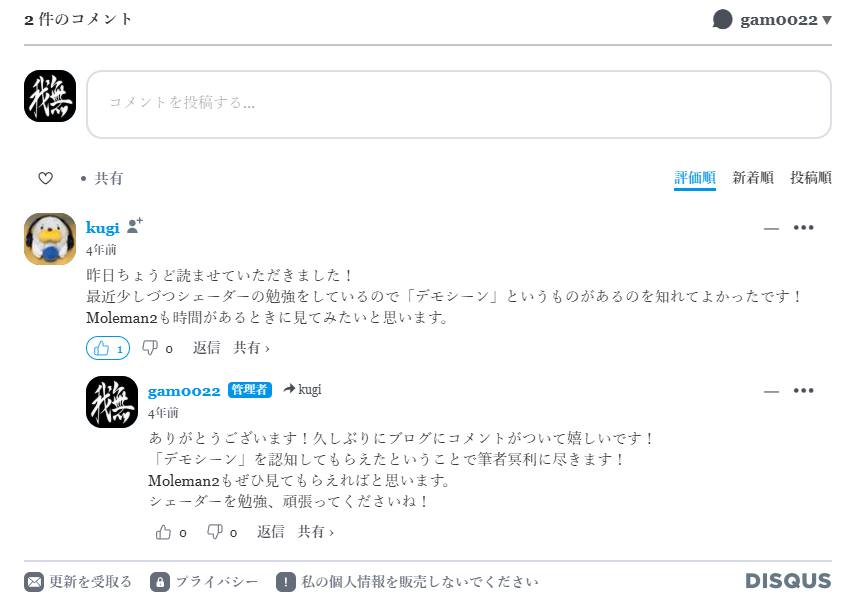 2 件のコメント
gam0022
我無
コメントを投稿する...
共有
評価順 新着順 投稿順
kugi
4年前
昨日ちょうど読ませていただきました！
最近少しづつシェーダーの勉強をしているので「デモシーン」というものがあるのを知れてよかったです！
Moleman2も時間があるときに見てみたいと思います。
1 0 返信 共有 ›
我無
gam0022 管理者 kugi
4年前
ありがとうございます！久しぶりにブログにコメントがついて嬉しいです！
「デモシーン」を認知してもらえたということで筆者冥利に尽きます！
Moleman2もぜひ見てもらえればと思います。
シェーダーを勉強、頑張ってくださいね！
0 0 返信 共有 ›
更新を受取る プライバシー 私の個人情報を販売しないでください DISQUS